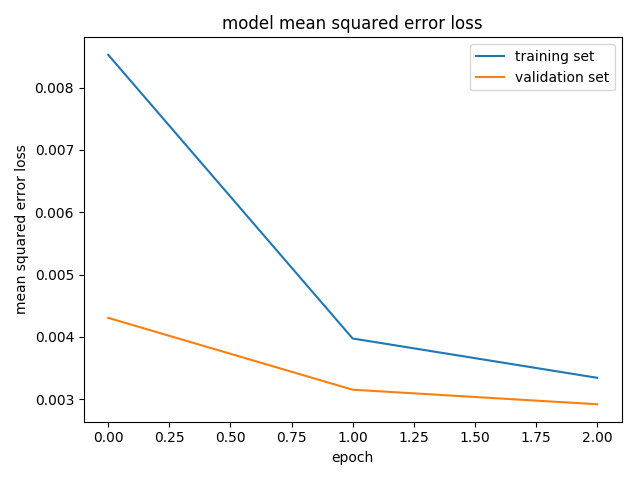 model mean squared error loss
training set
validation set
0.008
0.007
0.006
0.005
0.004
0.003
mean squared error loss
0.00 0.25 0.50 0.75 1.00 1.25 1.50 1.75 2.00
epoch